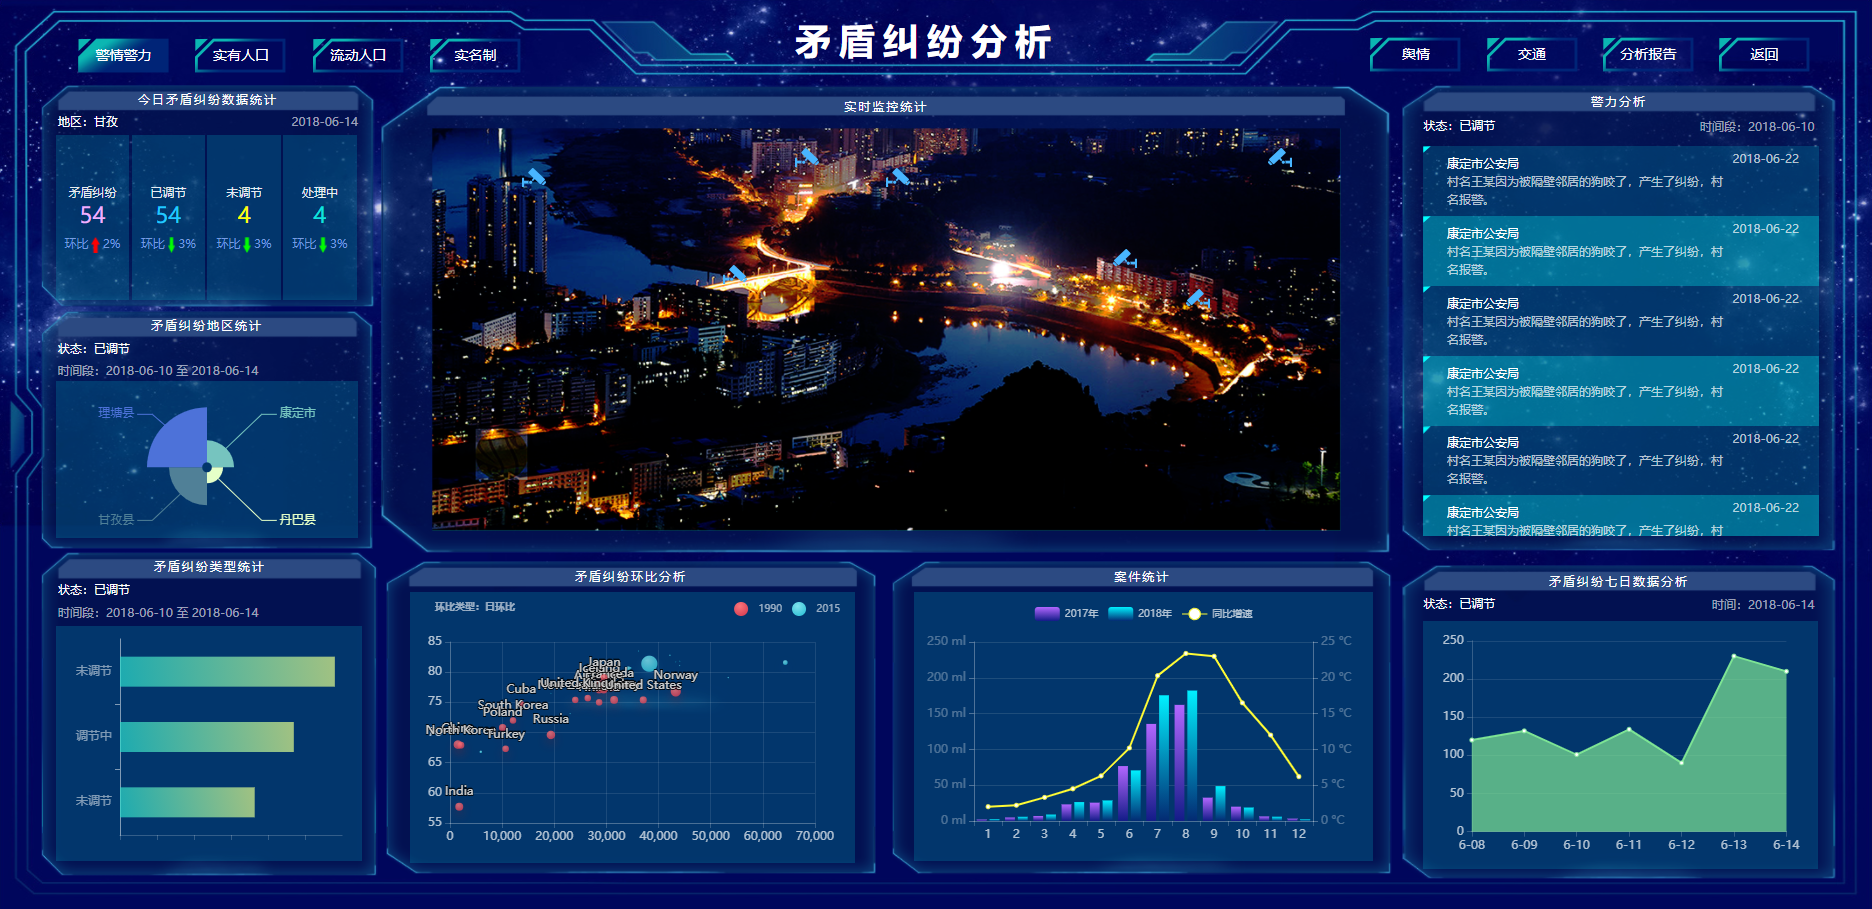 矛盾纠纷分析
警情警力
实有人口
流动人口
实名制
舆情
交通
分析报告
返回
今日矛盾纠纷数据统计
地区：甘孜
2018-06-14
矛盾纠纷
54
环比 2%
已调节
54
环比 3%
未调节
4
环比 3%
处理中
4
环比 3%
矛盾纠纷地区统计
状态：已调节
时间段：2018-06-10 至 2018-06-14
理塘县
康定市
甘孜县
丹巴县
矛盾纠纷类型统计
状态：已调节
时间段：2018-06-10 至 2018-06-14
未调节
调节中
未调节
实时监控统计
矛盾纠纷环比分析
环比类型：日环比
1990
2015
85
80
75
65
60
55
Japan
Norway
United States
Cuba
South Korea
Poland
Russia
North Korea
Turkey
India
0
10,000
20,000
30,000
40,000
50,000
60,000
70,000
案件统计
2017年
2018年
同比增速
250 ml
200 ml
150 ml
100 ml
50 ml
0 ml
25 °C
20 °C
15 °C
10 °C
5 °C
0 °C
1 2 3 4 5 6 7 8 9 10 11 12
警力分析
状态：已调节
时间段：2018-06-10
康定市公安局
2018-06-22
村名王某因为被隔壁邻居的狗咬了，产生了纠纷，村
名报警。
康定市公安局
2018-06-22
村名王某因为被隔壁邻居的狗咬了，产生了纠纷，村
名报警。
康定市公安局
2018-06-22
村名王某因为被隔壁邻居的狗咬了，产生了纠纷，村
名报警。
康定市公安局
2018-06-22
村名王某因为被隔壁邻居的狗咬了，产生了纠纷，村
名报警。
康定市公安局
2018-06-22
村名王某因为被隔壁邻居的狗咬了，产生了纠纷，村
名报警。
康定市公安局
2018-06-22
村名王某因为被隔壁邻居的狗咬了，产生了纠纷，村
矛盾纠纷七日数据分析
状态：已调节
时间：2018-06-14
250
200
150
100
50
0
6-08
6-09
6-10
6-11
6-12
6-13
6-14